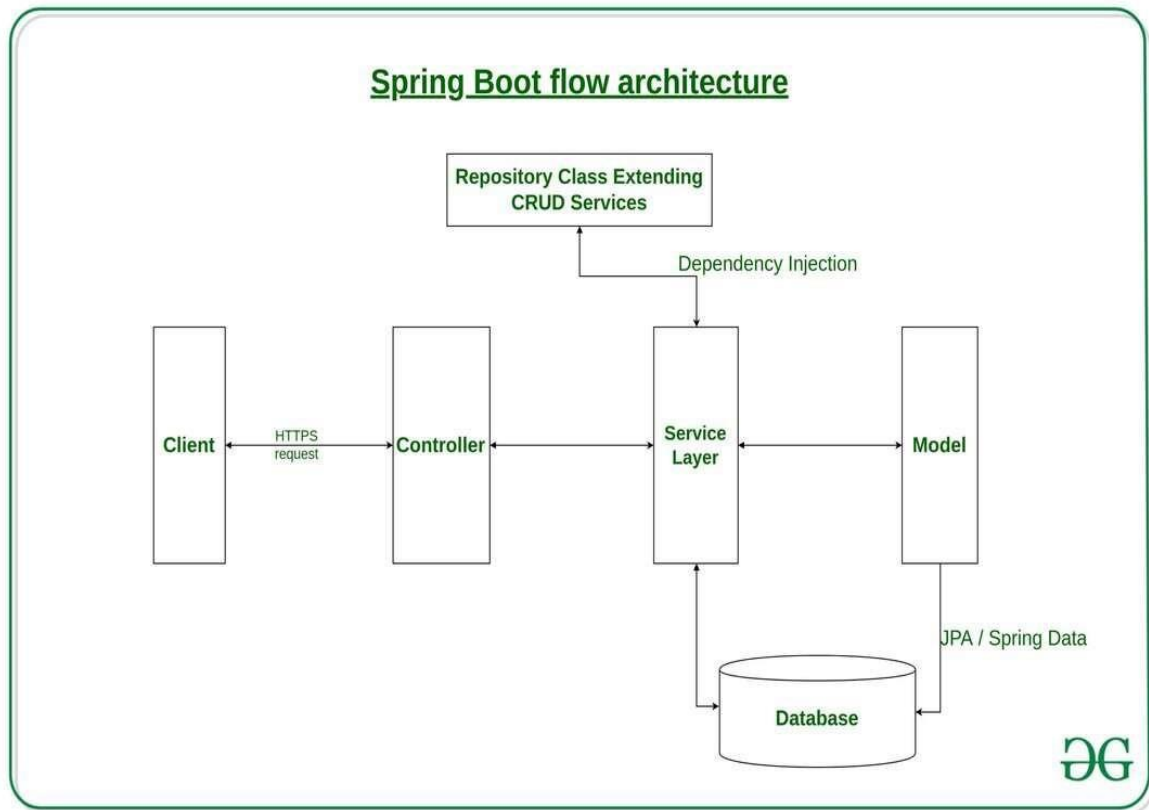 Spring Boot flow architecture
Repository Class Extending
CRUD Services
Dependency Injection
Client
HTTPS
request
Controller
Service
Layer
Model
JPA / Spring Data
Database